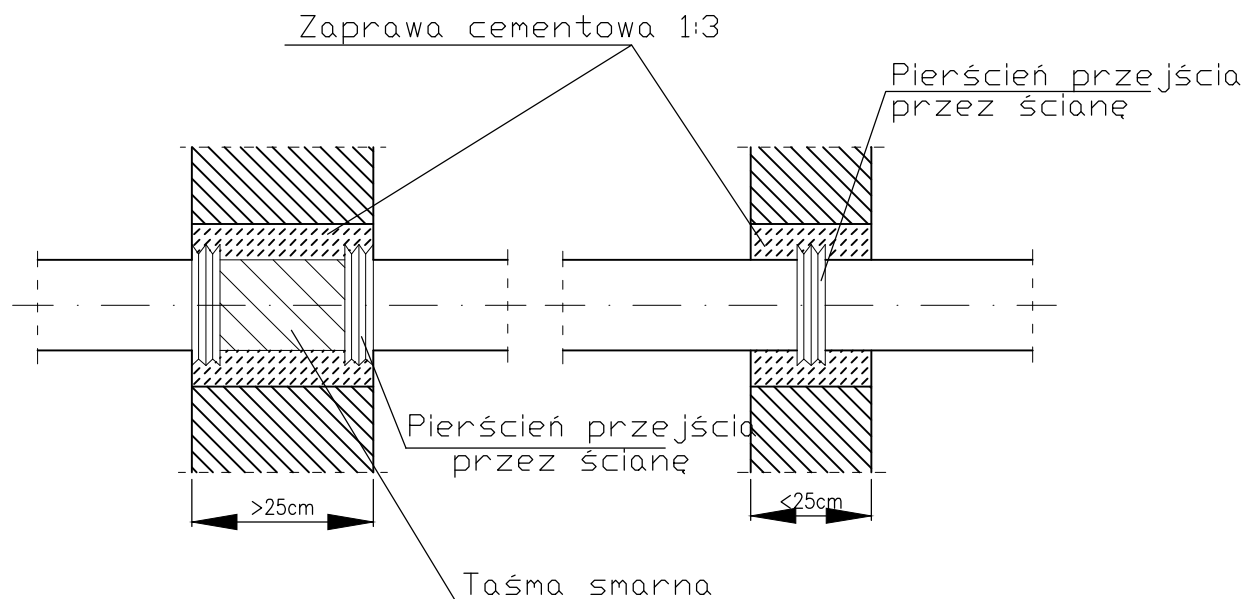 Zaprawa cementowa 1:3
Pierścień przejścia
przez ścianę
Pierścień przejścia
przez ścianę
>25cm
<25cm
Taśma smarna